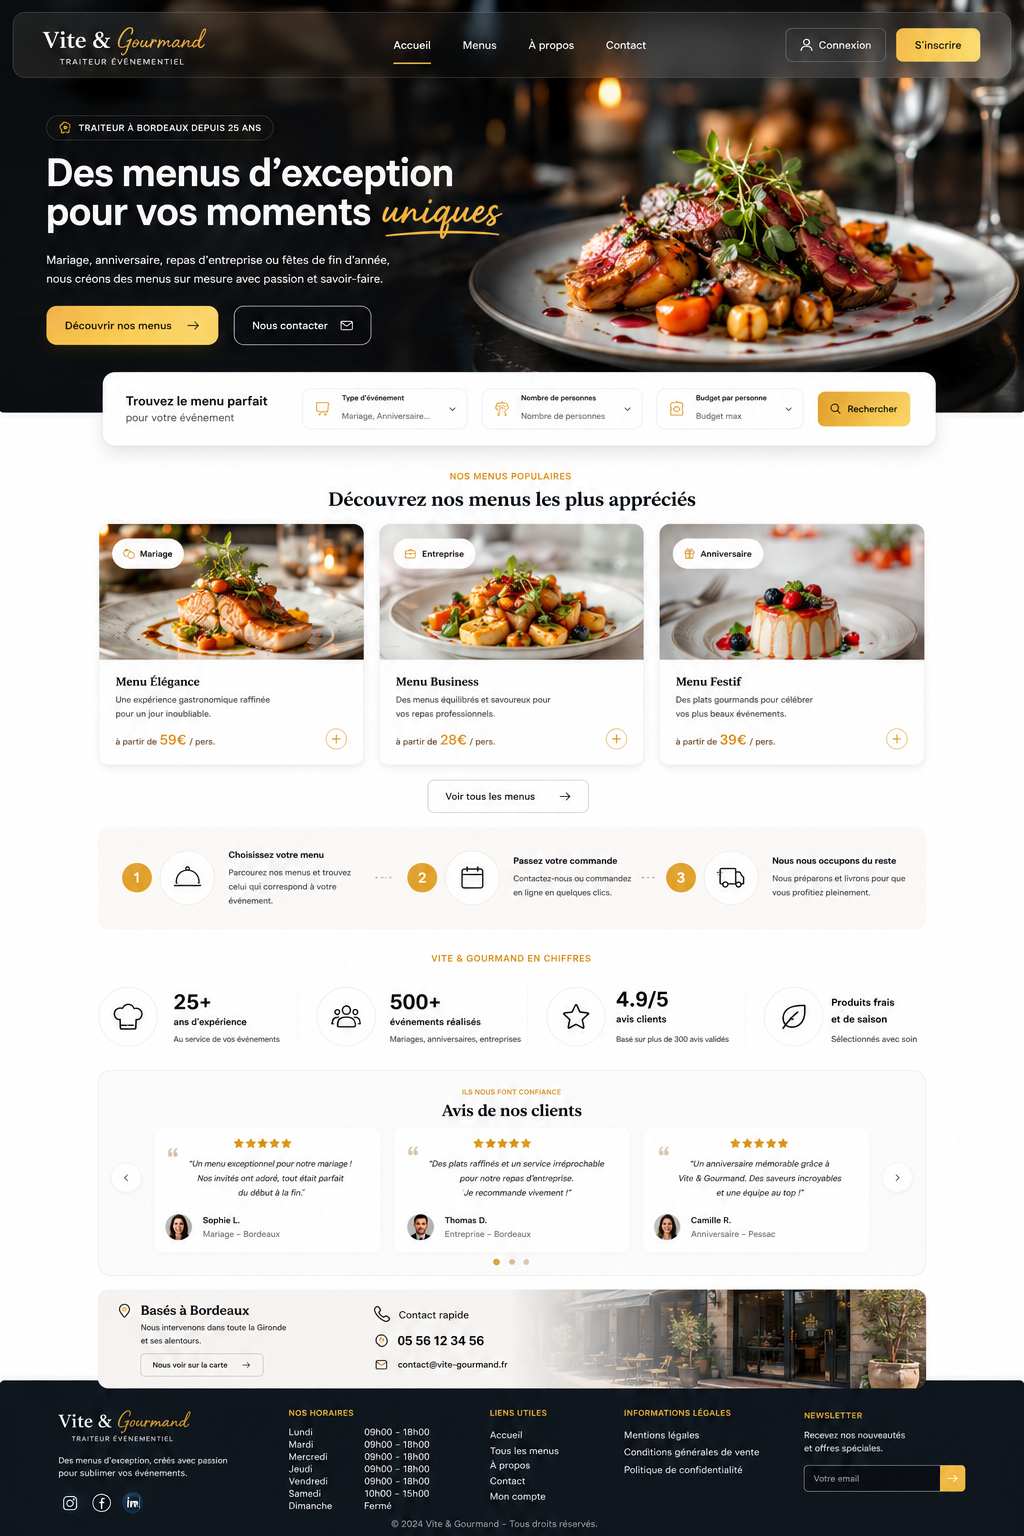 Vite & Gourmand
TRAITEUR ÉVÉNEMENTIEL
Accueil
Menus
À propos
Contact
Connexion
S'inscrire
TRAITEUR À BORDEAUX DEPUIS 25 ANS
Des menus d'exception
pour vos moments uniques
Mariage, anniversaire, repas d'entreprise ou fêtes de fin d'année,
nous créons des menus sur mesure avec passion et savoir-faire.
Découvrir nos menus
Nous contacter
Trouvez le menu parfait
pour votre événement
Type d'événement
Mariage, Anniversaire...
Nombre de personnes
Nombre de personnes
Budget par personne
Budget max
Rechercher
NOS MENUS POPULAIRES
Découvrez nos menus les plus appréciés
Mariage
Menu Élégance
Une expérience gastronomique raffinée
pour un jour inoubliable.
à partir de 59€ / pers.
Entreprise
Menu Business
Des menus équilibrés et savoureux pour
vos repas professionnels.
à partir de 28€ / pers.
Anniversaire
Menu Festif
Des plats gourmands pour célébrer
vos plus beaux événements.
à partir de 39€ / pers.
Voir tous les menus
1
Choisissez votre menu
Parcourez nos menus et trouvez
celui qui correspond à votre
événement.
2
Passez votre commande
Contactez-nous ou commandez
en ligne en quelques clics.
3
Nous nous occupons du reste
Nous préparons et livrons pour que
vous profitiez pleinement.
VITE & GOURMAND EN CHIFFRES
25+
ans d'expérience
Au service de vos événements
500+
événements réalisés
Mariages, anniversaires, entreprises
4.9/5
avis clients
Basé sur plus de 300 avis validés
Produits frais
et de saison
Sélectionnés avec soin
ILS NOUS FONT CONFIANCE
Avis de nos clients
"Un menu exceptionnel pour notre mariage !
Nos invités ont adoré, tout était parfait
du début à la fin."
Sophie L.
Mariage – Bordeaux
"Des plats raffinés et un service irréprochable
pour notre repas d'entreprise.
Je recommande vivement !"
Thomas D.
Entreprise – Bordeaux
"Un anniversaire mémorable grâce à
Vite & Gourmand. Des saveurs incroyables
et une équipe au top !"
Camille R.
Anniversaire – Pessac
Basés à Bordeaux
Nous intervenons dans toute la Gironde
et ses alentours.
Nous voir sur la carte
Contact rapide
05 56 12 34 56
contact@vite-gourmand.fr
Vite & Gourmand
TRAITEUR ÉVÉNEMENTIEL
Des menus d'exception, créés avec passion
pour sublimer vos événements.
NOS HORAIRES
Lundi 09h00 – 18h00
Mardi 09h00 – 18h00
Mercredi 09h00 – 18h00
Jeudi 09h00 – 18h00
Vendredi 09h00 – 18h00
Samedi 10h00 – 15h00
Dimanche Fermé
LIENS UTILES
Accueil
Tous les menus
À propos
Contact
Mon compte
INFORMATIONS LÉGALES
Mentions légales
Conditions générales de vente
Politique de confidentialité
NEWSLETTER
Recevez nos nouveautés
et offres spéciales.
Votre email
© 2024 Vite & Gourmand – Tous droits réservés.